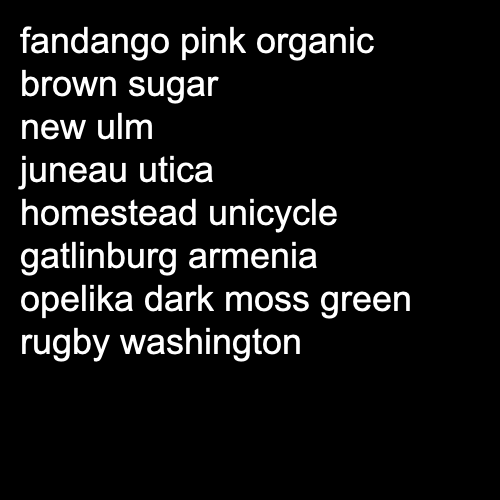 fandango pink organic
brown sugar
new ulm
juneau utica
homestead unicycle
gatlinburg armenia
opelika dark moss green
rugby washington